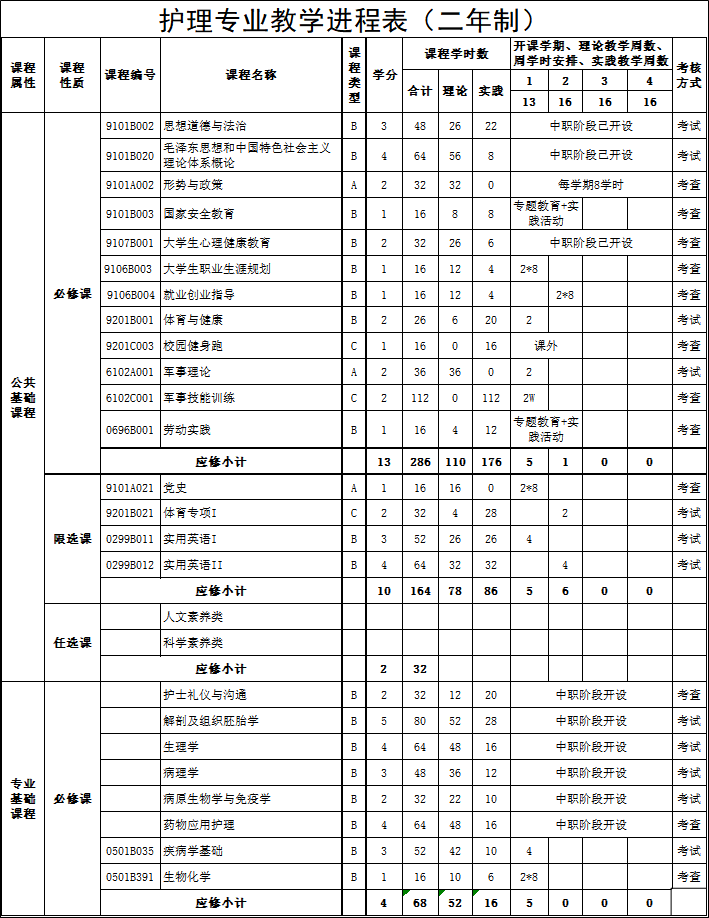 护理专业教学进程表（二年制）
课程属性 课程性质 课程编号 课程名称 课程类型 学分 课程学时数 开课学期、理论教学周数、周学时安排、实践教学周数 考核方式
合计 理论 实践 1 2 3 4
13 16 16 16
公共基础课程
必修课
9101B002 思想道德与法治 B 3 48 26 22 中职阶段已开设 考试
9101B020 毛泽东思想和中国特色社会主义理论体系概论 B 4 64 56 8 中职阶段已开设 考试
9101A002 形势与政策 A 2 32 32 0 每学期8学时 考查
9101B003 国家安全教育 B 1 16 8 8 专题教育+实践活动 考查
9107B001 大学生心理健康教育 B 2 32 26 6 中职阶段已开设 考查
9106B003 大学生职业生涯规划 B 1 16 12 4 2*8 考查
9106B004 就业创业指导 B 1 16 12 4 2*8 考查
9201B001 体育与健康 B 2 26 6 20 2 考试
9201C003 校园健身跑 C 1 16 0 16 课外 考查
6102A001 军事理论 A 2 36 36 0 2 考试
6102C001 军事技能训练 C 2 112 0 112 2W 考查
0696B001 劳动实践 B 1 16 4 12 专题教育+实践活动 考查
应修小计 13 286 110 176 5 1 0 0
限选课
9101A021 党史 A 1 16 16 0 2*8 考查
9201B021 体育专项I C 2 32 4 28 2 考试
0299B011 实用英语I B 3 52 26 26 4 考试
0299B012 实用英语II B 4 64 32 32 4 考试
应修小计 10 164 78 86 5 6 0 0
任选课
人文素养类
科学素养类
应修小计 2 32
专业基础课程
必修课
护士礼仪与沟通 B 2 32 12 20 中职阶段开设 考查
解剖及组织胚胎学 B 5 80 52 28 中职阶段开设 考试
生理学 B 4 64 48 16 中职阶段开设 考试
病理学 B 3 48 36 12 中职阶段开设 考试
病原生物学与免疫学 B 2 32 22 10 中职阶段开设 考试
药物应用护理 B 4 64 48 16 中职阶段开设 考查
0501B035 疾病学基础 B 3 52 42 10 4 考试
0501B391 生物化学 B 1 16 10 6 2*8 考查
应修小计 4 68 52 16 5 0 0 0